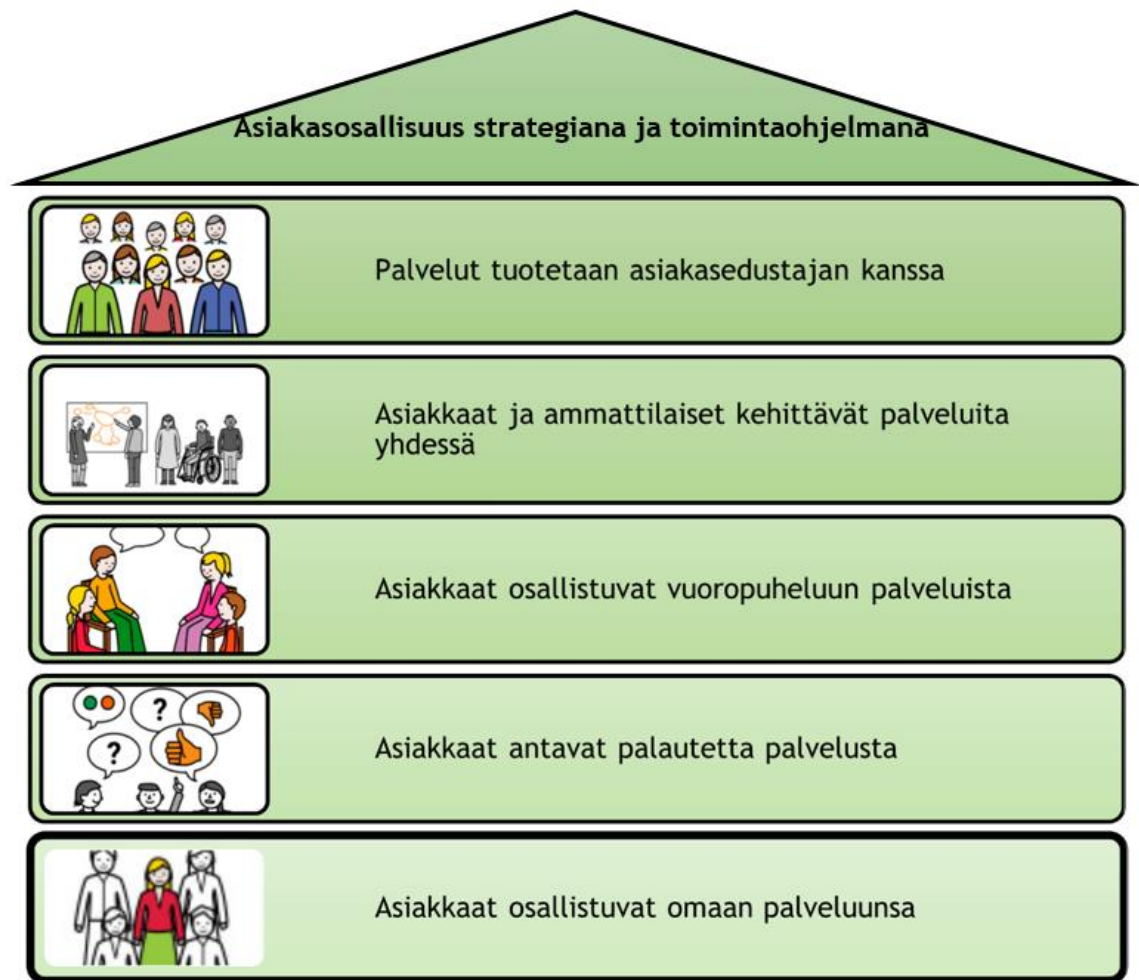 Asiakasosallisuus strategiana ja toimintaohjelmana
Palvelut tuotetaan asiakasedustajan kanssa
Asiakkaat ja ammattilaiset kehittävät palveluita
yhdessä
Asiakkaat osallistuvat vuoropuheluun palveluista
? 
?
Asiakkaat antavat palautetta palvelusta
Asiakkaat osallistuvat omaan palveluunsa